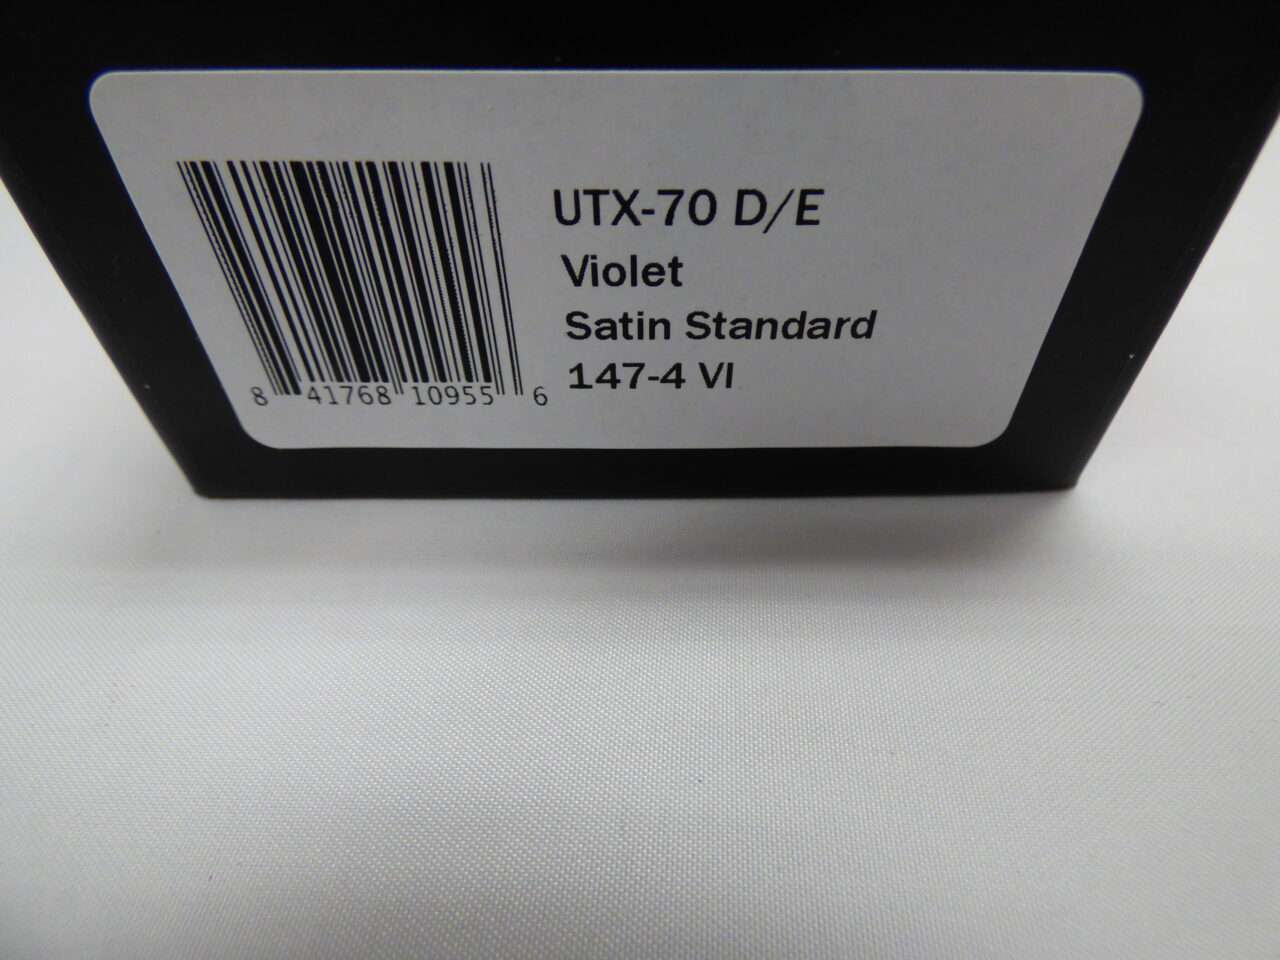 UTX-70 D/E
Violet
Satin Standard
147-4 VI
8 41768 10955 6